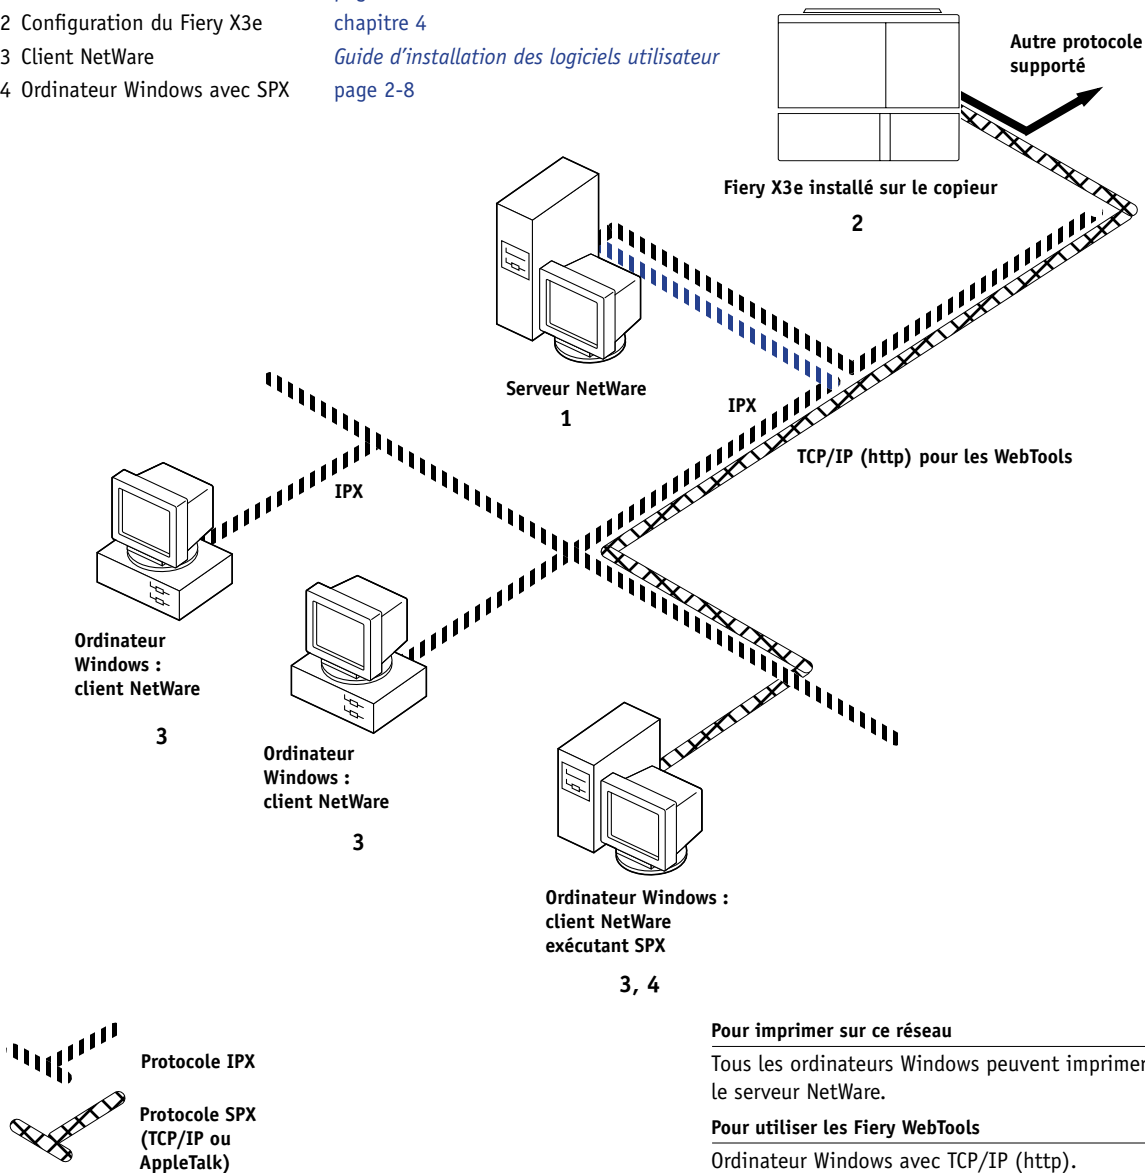 2 Configuration du Fiery X3e chapitre 4
3 Client NetWare Guide d'installation des logiciels utilisateur
4 Ordinateur Windows avec SPX page 2-8
Autre protocole
supporté
Fiery X3e installé sur le copieur
2
Serveur NetWare
1
IPX
TCP/IP (http) pour les WebTools
IPX
Ordinateur
Windows :
client NetWare
3
Ordinateur
Windows :
client NetWare
3
Ordinateur Windows :
client NetWare
exécutant SPX
3, 4
Protocole IPX
Protocole SPX
(TCP/IP ou
AppleTalk)
Pour imprimer sur ce réseau
Tous les ordinateurs Windows peuvent imprimer
le serveur NetWare.
Pour utiliser les Fiery WebTools
Ordinateur Windows avec TCP/IP (http).